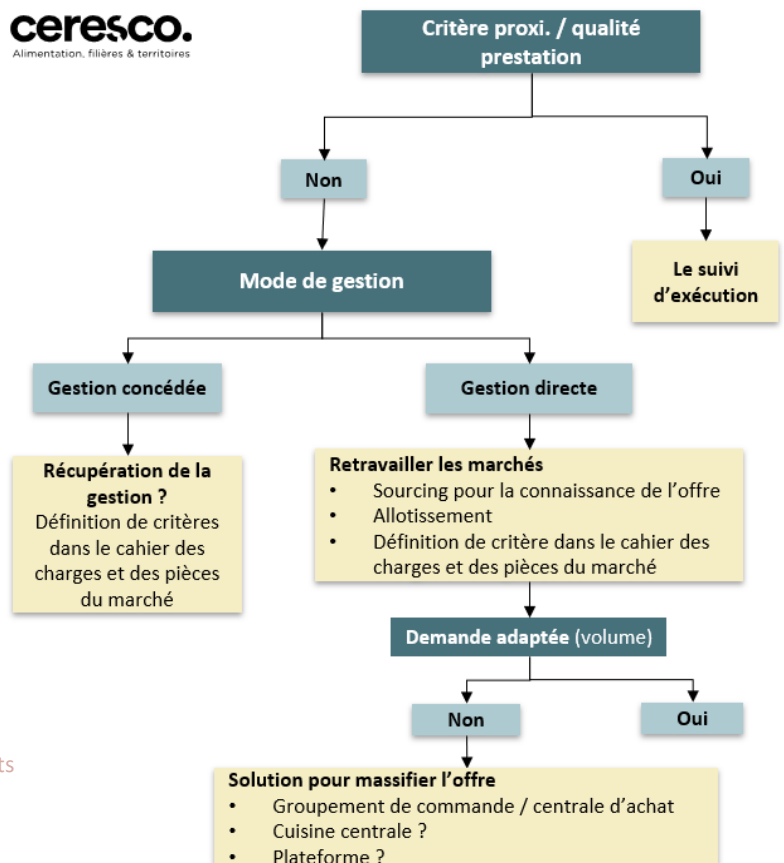 ceresco.
Alimentation, filières & territoires
Critère proxi. / qualité
prestation
Non
Oui
Le suivi
d'exécution
Mode de gestion
Gestion concédée
Gestion directe
Récupération de la
gestion ?
Définition de critères
dans le cahier des
charges et des pièces
du marché
Retravailler les marchés
• Sourcing pour la connaissance de l'offre
• Allotissement
• Définition de critère dans le cahier des
charges et des pièces du marché
Demande adaptée (volume)
Non
Oui
ts
Solution pour massifier l'offre
• Groupement de commande / centrale d'achat
• Cuisine centrale ?
• Plateforme ?